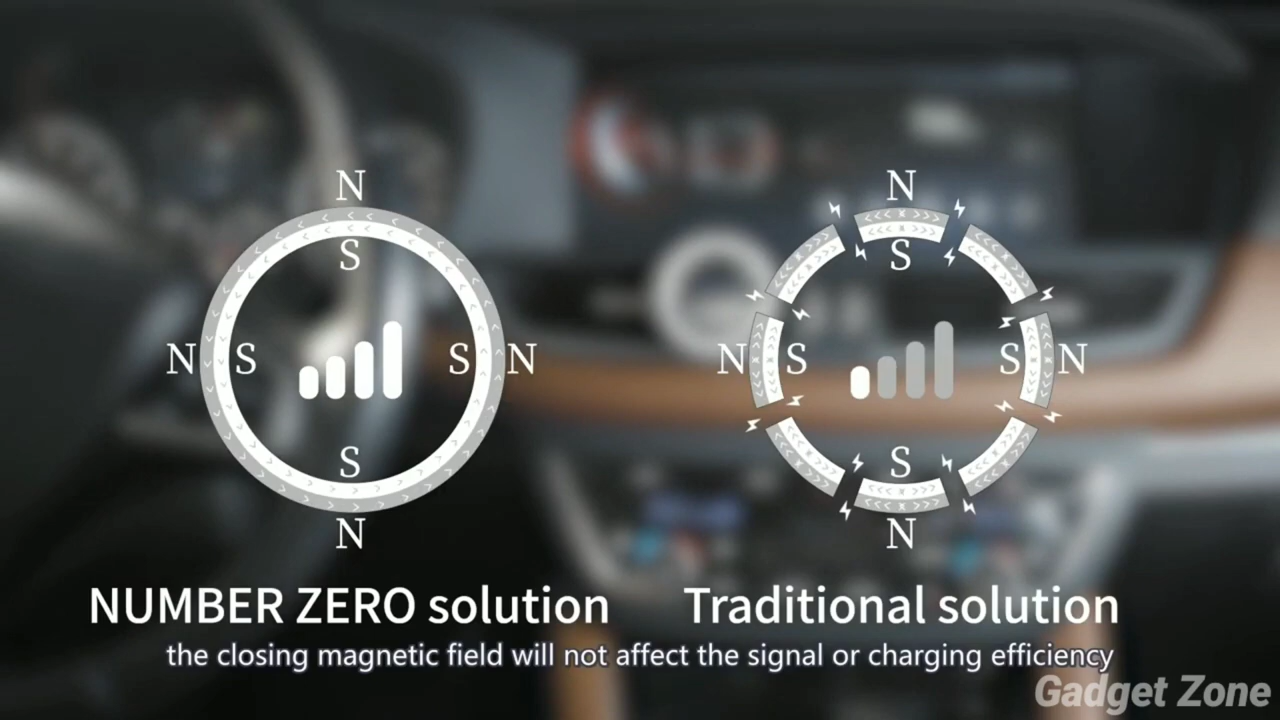 N N
S S
N S S N N S S N
S S
N N
NUMBER ZERO solution Traditional solution
the closing magnetic field will not affect the signal or charging efficiency
Gadget Zone